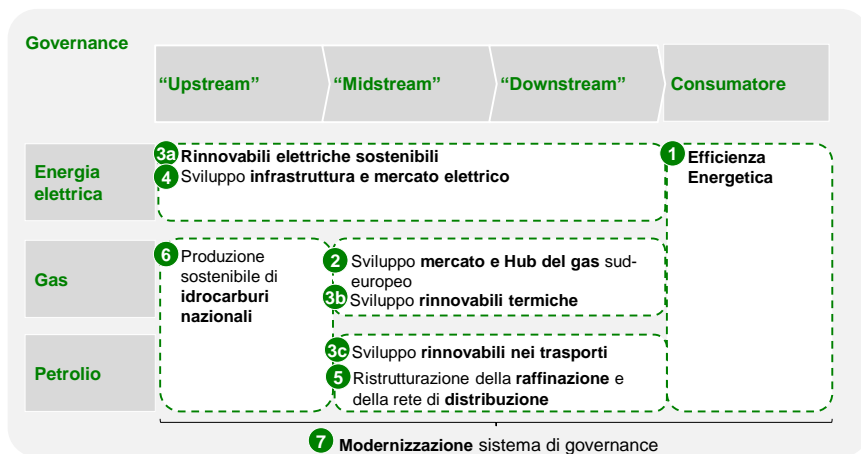 Governance
“Upstream”
“Midstream”
“Downstream”
Consumatore
Energia
elettrica
3a Rinnovabili elettriche sostenibili
4 Sviluppo infrastruttura e mercato elettrico
1 Efficienza
Energetica
Gas
6 Produzione
sostenibile di
idrocarburi
nazionali
2 Sviluppo mercato e Hub del gas sud-
europeo
3b Sviluppo rinnovabili termiche
Petrolio
3c Sviluppo rinnovabili nei trasporti
5 Ristrutturazione della raffinazione e
della rete di distribuzione
7 Modernizzazione sistema di governance